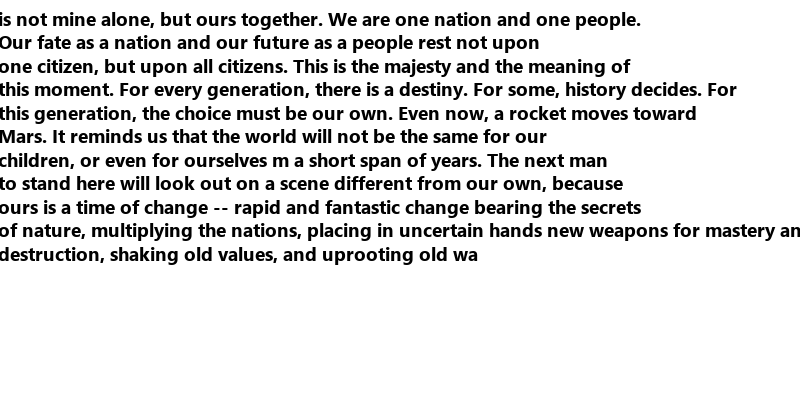 is not mine alone, but ours together. We are one nation and one people.
Our fate as a nation and our future as a people rest not upon
one citizen, but upon all citizens. This is the majesty and the meaning of
this moment. For every generation, there is a destiny. For some, history decides. For
this generation, the choice must be our own. Even now, a rocket moves toward
Mars. It reminds us that the world will not be the same for our
children, or even for ourselves m a short span of years. The next man
to stand here will look out on a scene different from our own, because
ours is a time of change -- rapid and fantastic change bearing the secrets
of nature, multiplying the nations, placing in uncertain hands new weapons for mastery an
destruction, shaking old values, and uprooting old wa